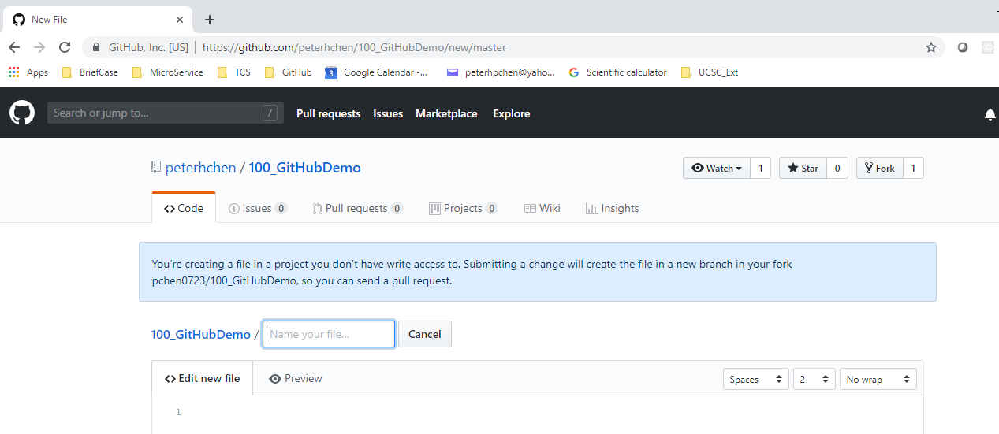 New File
GitHub, Inc. [US] | https://github.com/peterhchen/100_GitHubDemo/new/master
Apps BriefCase MicroService TCS GitHub 3 Google Calendar -... peterhpchen@yaho... G Scientific calculator UCSC_Ext
Search or jump to... / Pull requests Issues Marketplace Explore
peterhchen / 100_GitHubDemo Watch 1 Star 0 Fork 1
Code Issues 0 Pull requests 0 Projects 0 Wiki Insights
You’re creating a file in a project you don’t have write access to. Submitting a change will create the file in a new branch in your fork
pchen0723/100_GitHubDemo, so you can send a pull request.
100_GitHubDemo / Name your file... Cancel
<> Edit new file Preview Spaces 2 No wrap
1